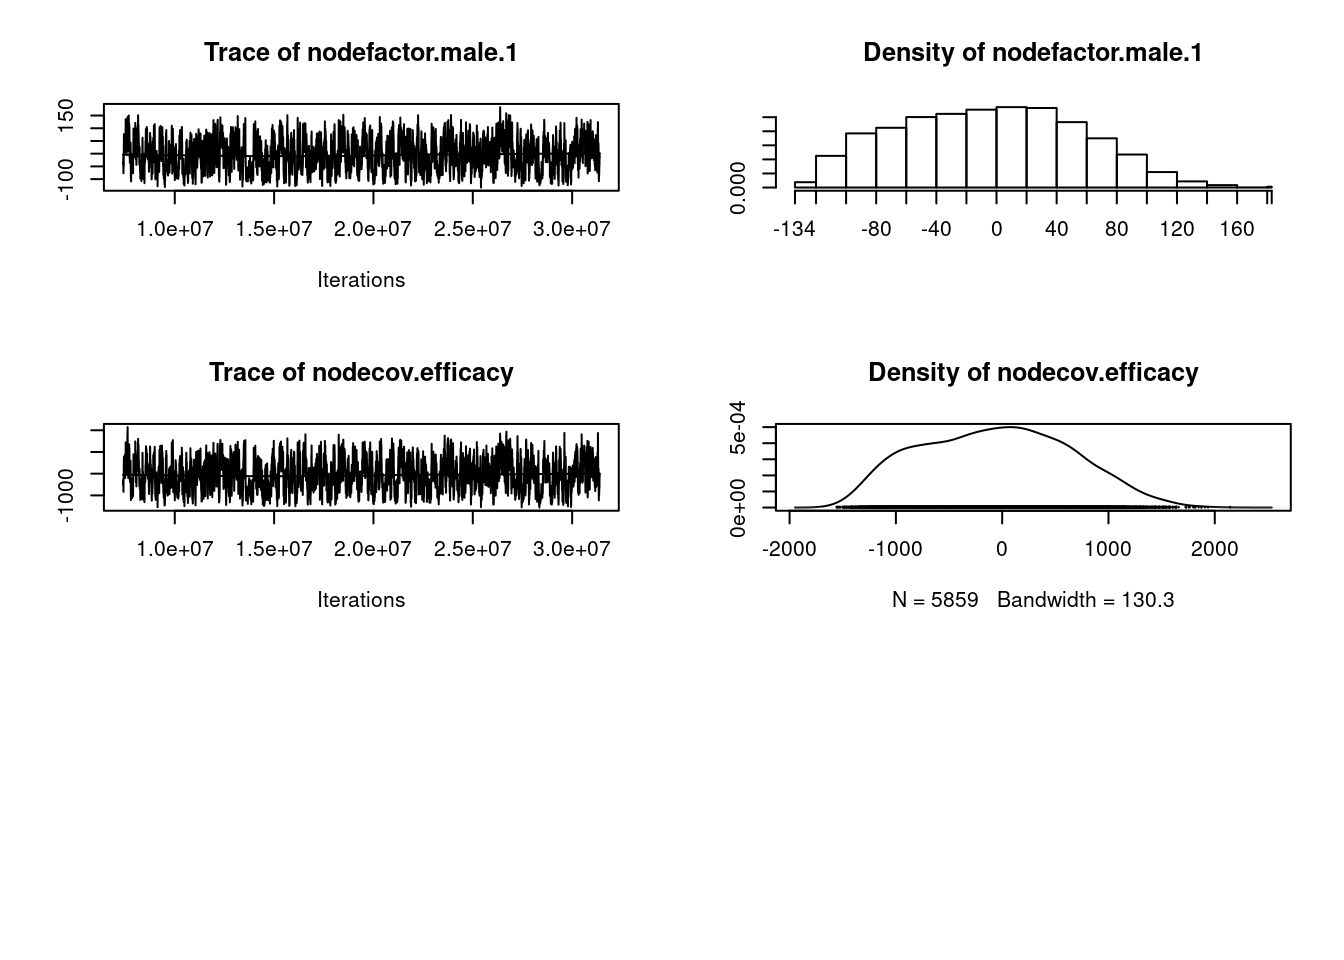 Trace of nodefactor.male.1
150
-100
1.0e+07 1.5e+07 2.0e+07 2.5e+07 3.0e+07
Iterations
Density of nodefactor.male.1
0.000
-134 -80 -40 0 40 80 120 160
Trace of nodecov.efficacy
-1000
1.0e+07 1.5e+07 2.0e+07 2.5e+07 3.0e+07
Iterations
Density of nodecov.efficacy
5e-04
0e+00
-2000 -1000 0 1000 2000
N = 5859 Bandwidth = 130.3